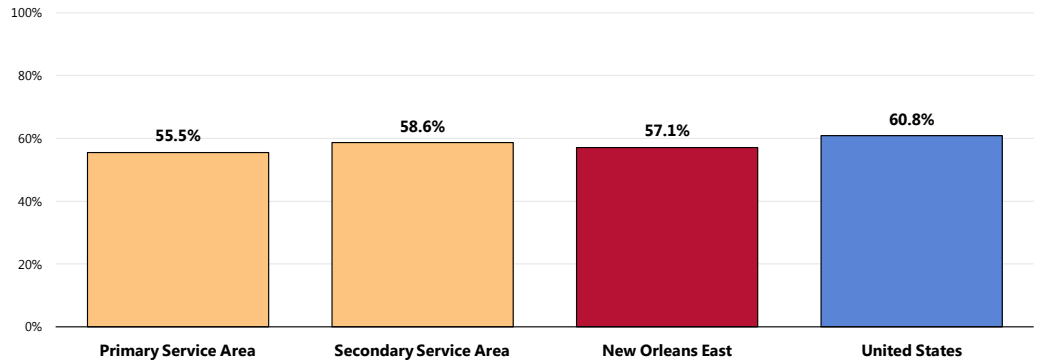 100%
80%
60%
40%
20%
0%
55.5%
58.6%
57.1%
60.8%
Primary Service Area
Secondary Service Area
New Orleans East
United States